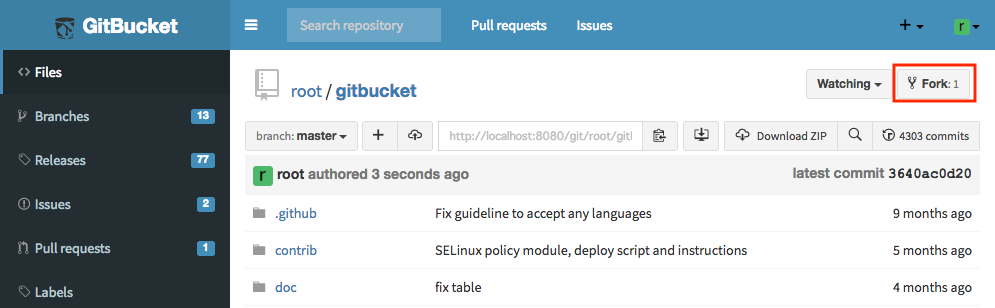 GitBucket
Search repository
Pull requests
Issues
r
Files
Branches 13
Releases 77
Issues 2
Pull requests 1
Labels
root / gitbucket
Watching
Fork: 1
branch: master
http://localhost:8080/git/root/gitl
Download ZIP
4303 commits
r root authored 3 seconds ago
latest commit 3640ac0d20
.github Fix guideline to accept any languages 9 months ago
contrib SELinux policy module, deploy script and instructions 5 months ago
doc fix table 4 months ago